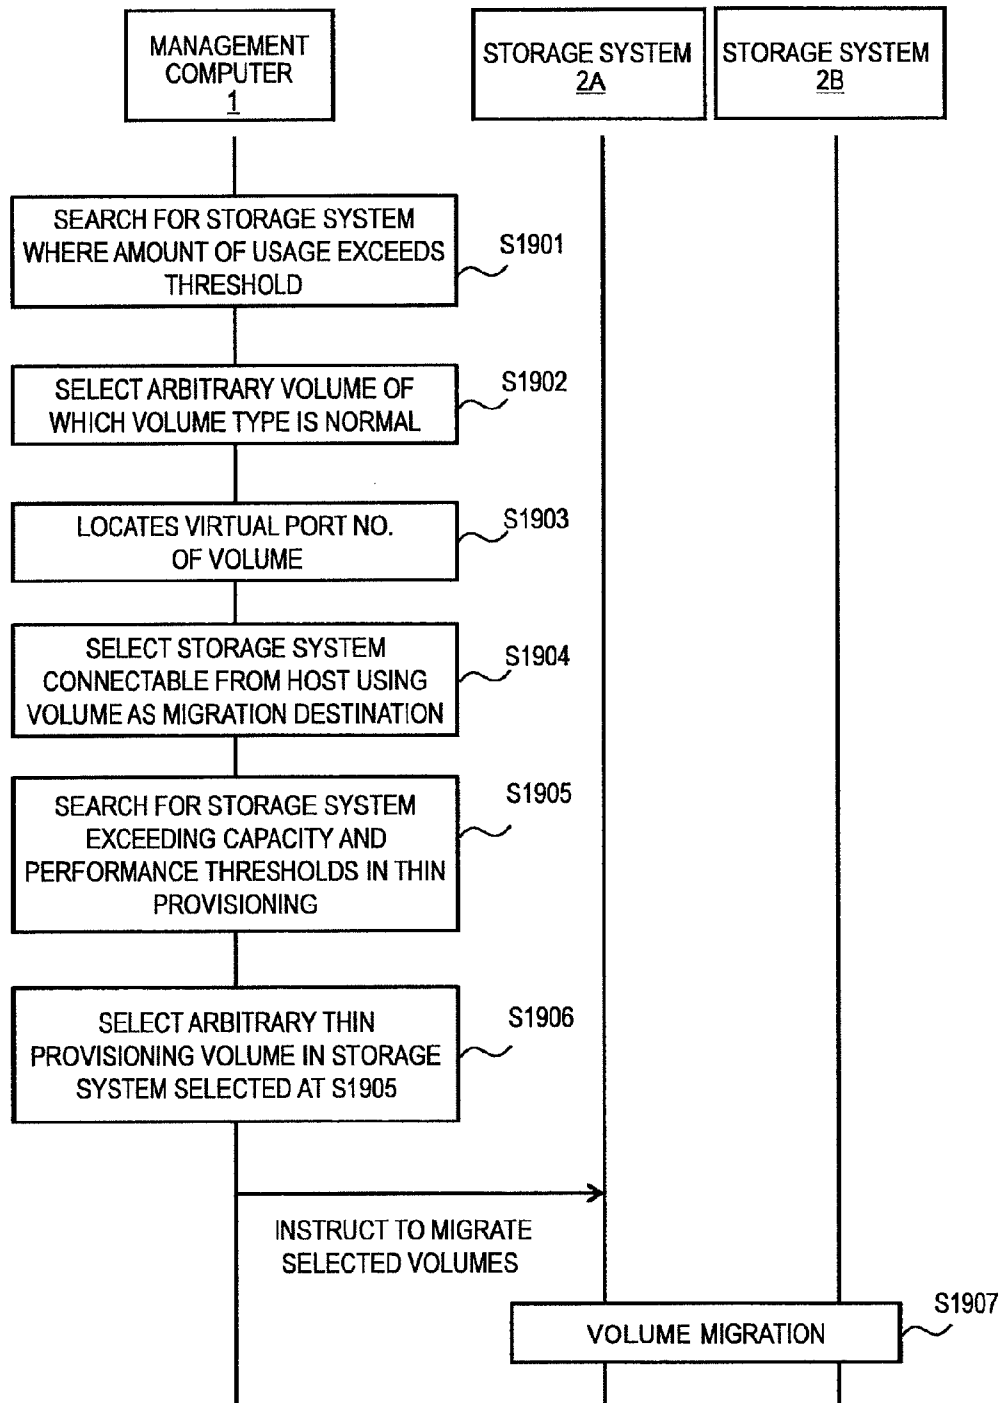 MANAGEMENT
COMPUTER
1
STORAGE SYSTEM
2A
STORAGE SYSTEM
2B
SEARCH FOR STORAGE SYSTEM
WHERE AMOUNT OF USAGE EXCEEDS
THRESHOLD
S1901
SELECT ARBITRARY VOLUME OF
WHICH VOLUME TYPE IS NORMAL
S1902
LOCATES VIRTUAL PORT NO.
OF VOLUME
S1903
SELECT STORAGE SYSTEM
CONNECTABLE FROM HOST USING
VOLUME AS MIGRATION DESTINATION
S1904
SEARCH FOR STORAGE SYSTEM
EXCEEDING CAPACITY AND
PERFORMANCE THRESHOLDS IN THIN
PROVISIONING
S1905
SELECT ARBITRARY THIN
PROVISIONING VOLUME IN STORAGE
SYSTEM SELECTED AT S1905
S1906
INSTRUCT TO MIGRATE
SELECTED VOLUMES
VOLUME MIGRATION
S1907